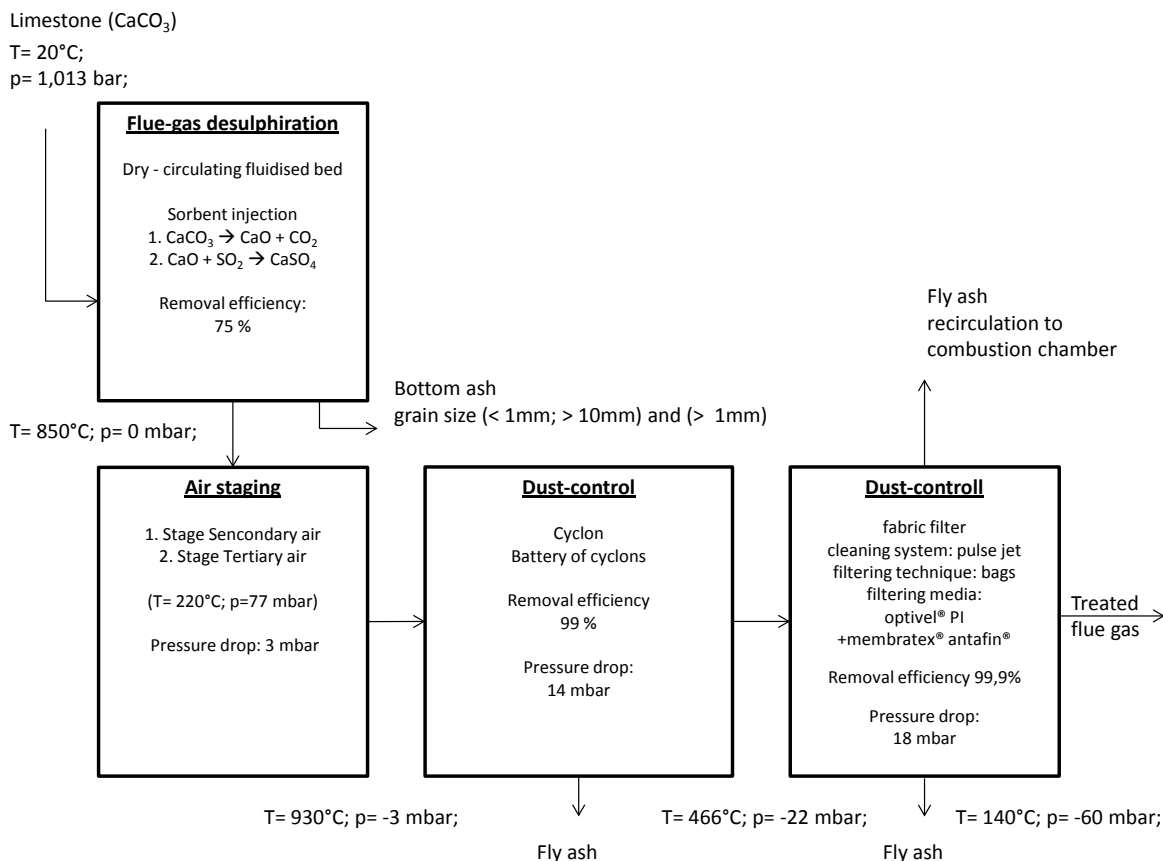 Limestone (CaCO₃)
T= 20°C;
p= 1,013 bar;
Flue-gas desulphiration
Dry - circulating fluidised bed
Sorbent injection
1. CaCO₃ → CaO + CO₂
2. CaO + SO₂ → CaSO₄
Removal efficiency:
75 %
Fly ash
recirculation to
combustion chamber
Bottom ash
grain size (< 1mm; > 10mm) and (> 1mm)
T= 850°C; p= 0 mbar;
Air staging
1. Stage Sencondary air
2. Stage Tertiary air
(T= 220°C; p=77 mbar)
Pressure drop: 3 mbar
Dust-control
Cyclon
Battery of cyclons
Removal efficiency
99 %
Pressure drop:
14 mbar
Dust-controll
fabric filter
cleaning system: pulse jet
filtering technique: bags
filtering media:
optivel® PI
+membratex® antafin®
Removal efficiency 99,9%
Pressure drop:
18 mbar
Treated
flue gas
T= 930°C; p= -3 mbar;
T= 466°C; p= -22 mbar;
T= 140°C; p= -60 mbar;
Fly ash
Fly ash